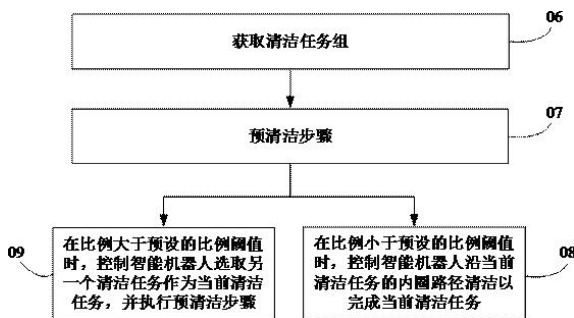 06
获取清洁任务组
07
预清洁步骤
09
在比例大于预设的比例阈值
时，控制智能机器人选取另
一个清洁任务作为当前清洁
任务，并执行预清洁步骤
在比例小于预设的比例阈值
时，控制智能机器人沿当前
清洁任务的内圈路径清洁以
完成当前清洁任务
08